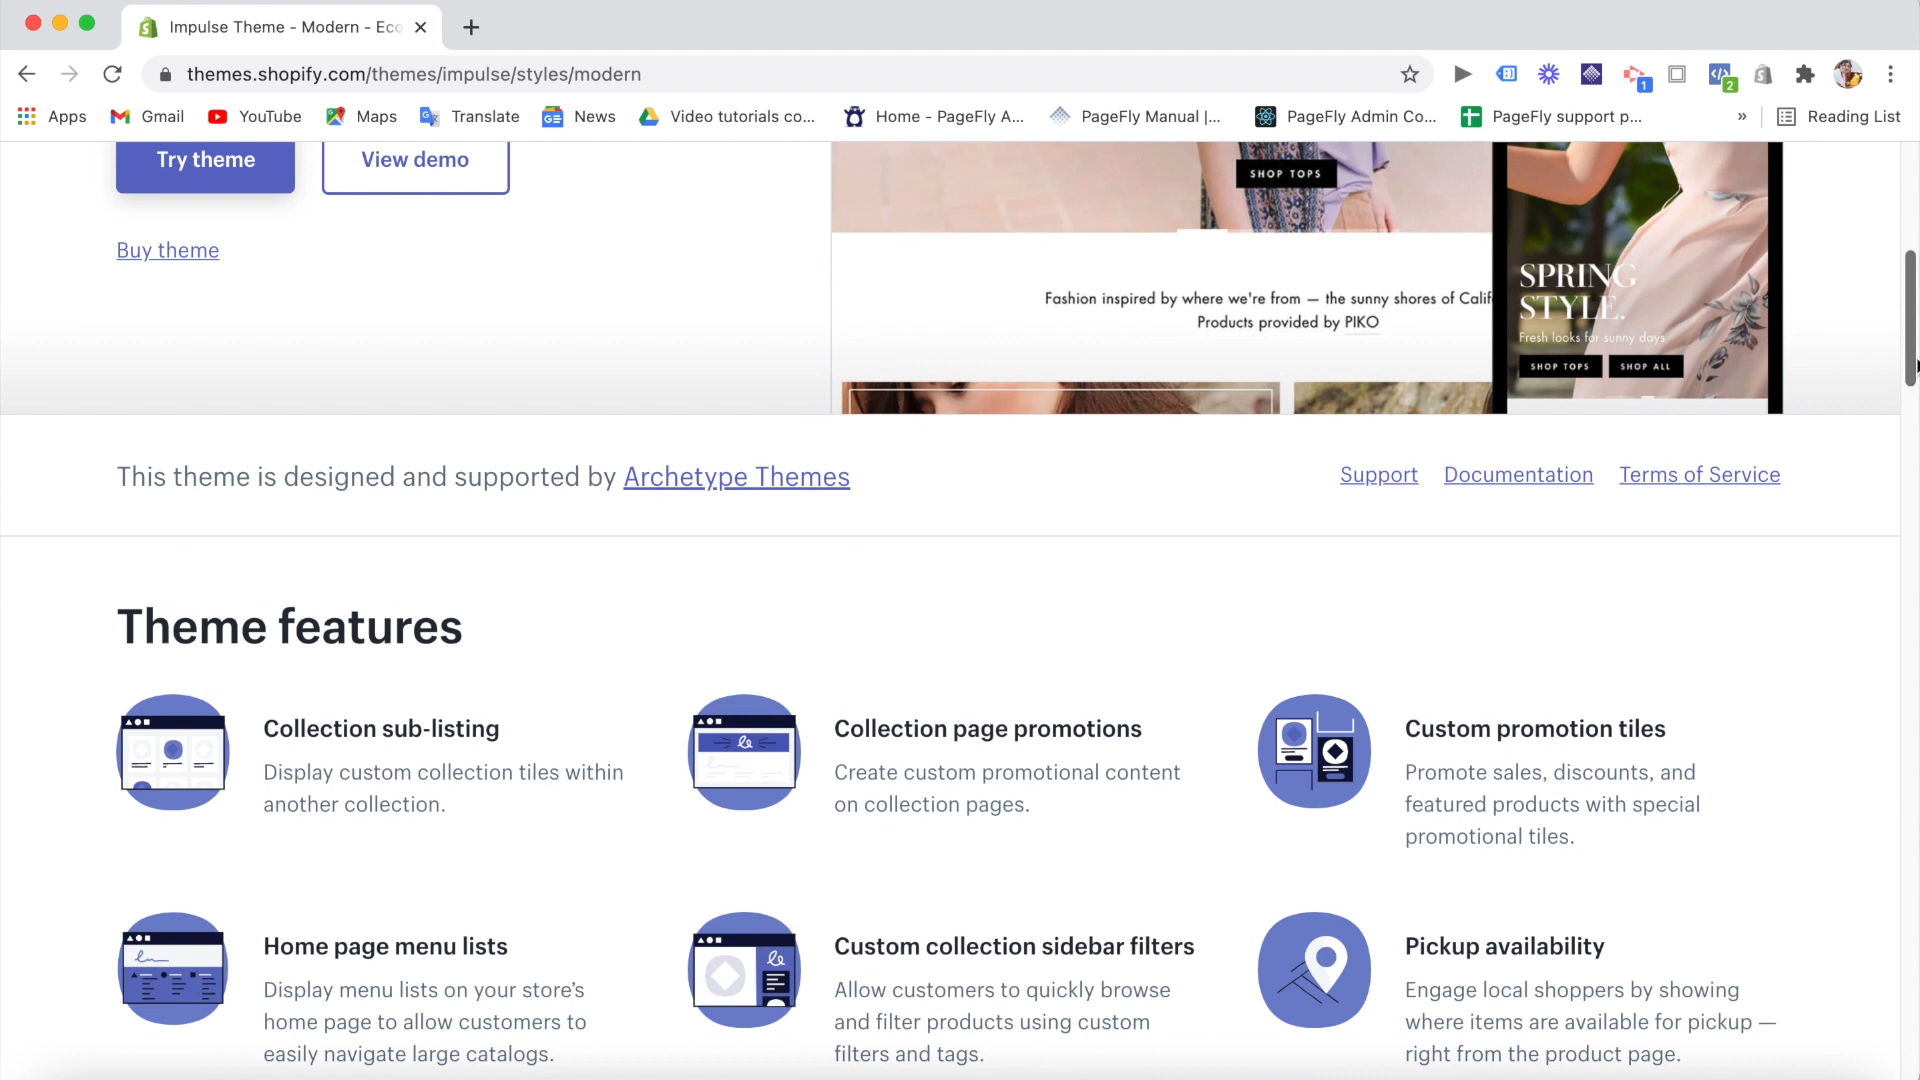 Impulse Theme - Modern - Eco
themes.shopify.com/themes/impulse/styles/modern
1
2
Apps
Gmail
YouTube
Maps
Translate
News
Video tutorials co...
Home - PageFly A...
PageFly Manual |...
PageFly Admin Co...
PageFly support p...
»
Reading List
Try theme
View demo
Buy theme
SHOP TOPS
Fashion inspired by where we're from — the sunny shores of Calif
Products provided by PIKO
SPRING
STYLE.
Fresh looks for sunny days
SHOP TOPS
SHOP ALL
This theme is designed and supported by Archetype Themes
Support
Documentation
Terms of Service
Theme features
Collection sub-listing
Display custom collection tiles within
another collection.
Collection page promotions
Create custom promotional content
on collection pages.
Custom promotion tiles
Promote sales, discounts, and
featured products with special
promotional tiles.
Home page menu lists
Display menu lists on your store’s
home page to allow customers to
easily navigate large catalogs.
Custom collection sidebar filters
Allow customers to quickly browse
and filter products using custom
filters and tags.
Pickup availability
Engage local shoppers by showing
where items are available for pickup —
right from the product page.